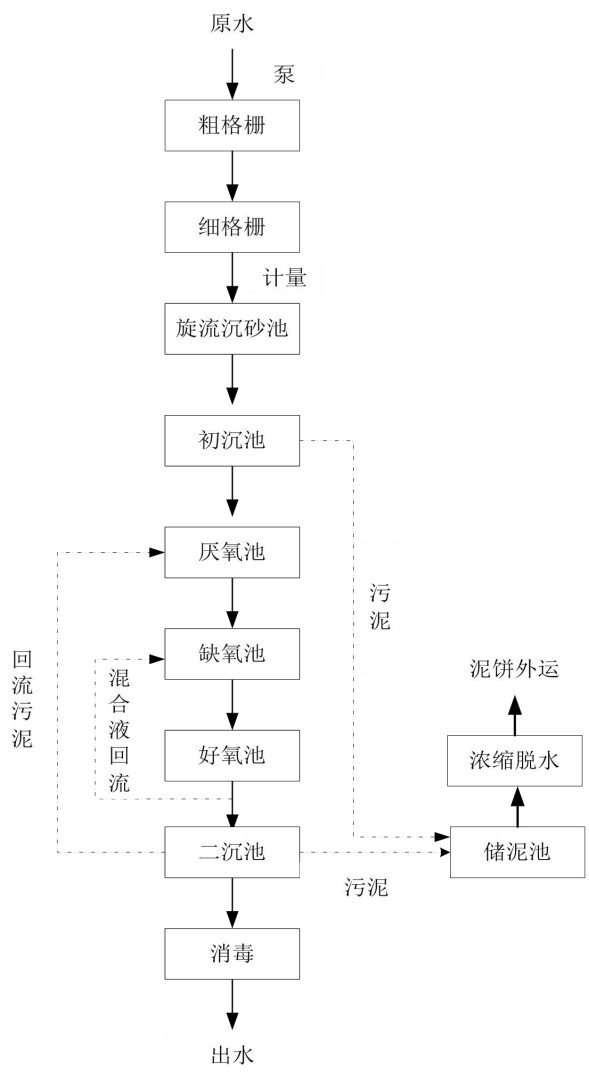 原水
泵
粗格栅
细格栅
计量
旋流沉砂池
初沉池
厌氧池
污泥
缺氧池
回流污泥
混合液回流
泥饼外运
好氧池
浓缩脱水
二沉池
储泥池
污泥
消毒
出水